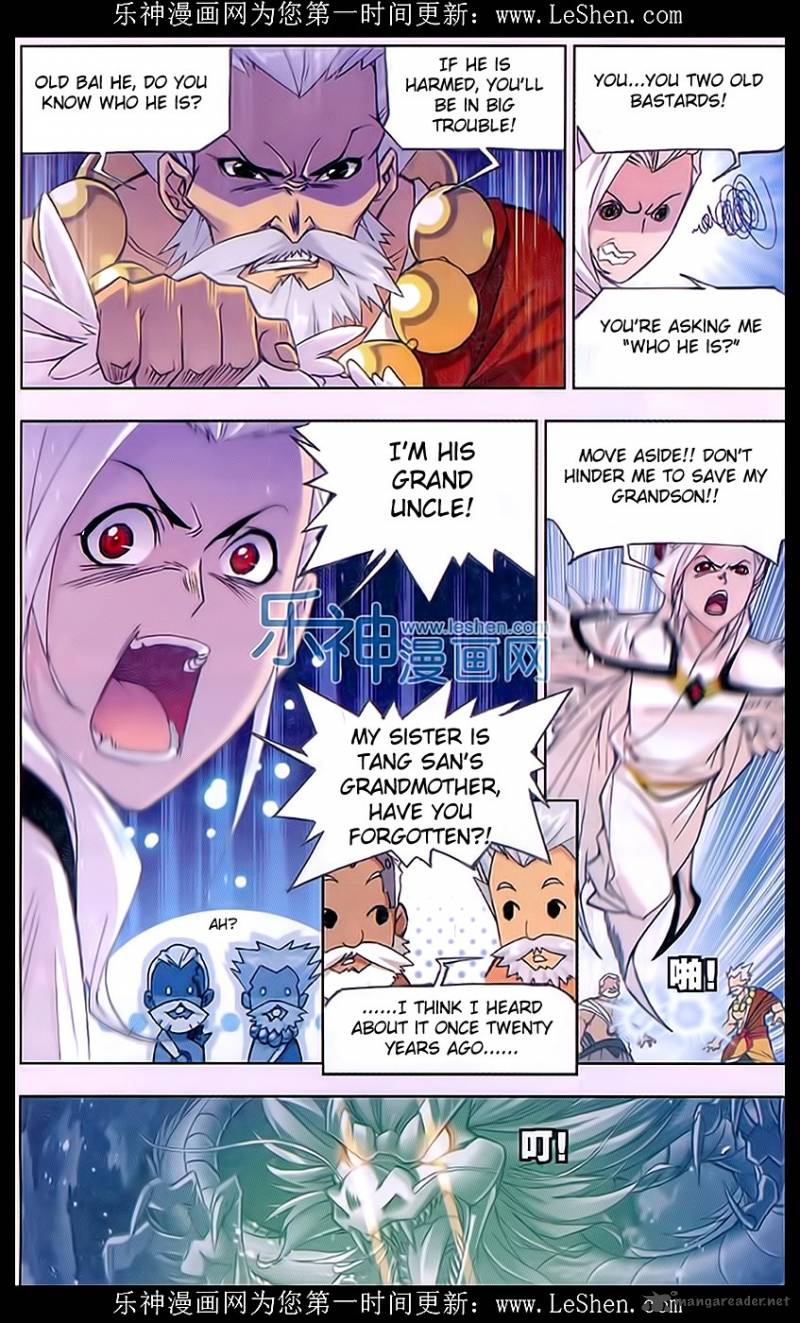 乐神漫画网为您第一时间更新：www.LeShen.com
OLD BAI HE, DO YOU
KNOW WHO HE IS?
IF HE IS
HARMED, YOU'LL
BE IN BIG
TROUBLE!
YOU...YOU TWO OLD
BASTARDS!
YOU'RE ASKING ME
"WHO HE IS?"
I'M HIS
GRAND
UNCLE!
MOVE ASIDE!! DON'T
HINDER ME TO SAVE MY
GRANDSON!!
乐神漫画网
www.leshen.com
MY SISTER IS
TANG SAN'S
GRANDMOTHER,
HAVE YOU
FORGOTTEN?!
AH?
......I THINK I HEARD
ABOUT IT ONCE TWENTY
YEARS AGO......
啪!
叮!
乐神漫画网为您第一时间更新：www.LeShen.com
mangareader.net